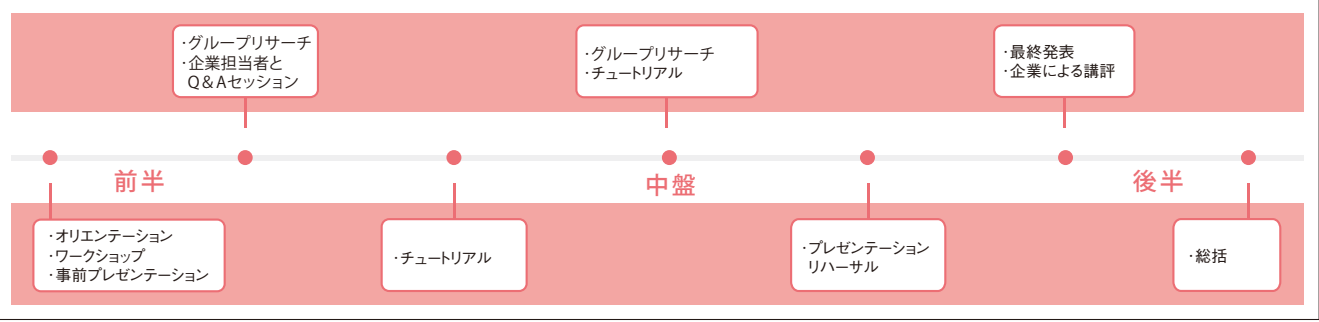 ・グループリサーチ
・企業担当者と
Q＆Aセッション
・グループリサーチ
・チュートリアル
・最終発表
・企業による講評
前半
中盤
後半
・オリエンテーション
・ワークショップ
・事前プレゼンテーション
・チュートリアル
・プレゼンテーション
リハーサル
・総括